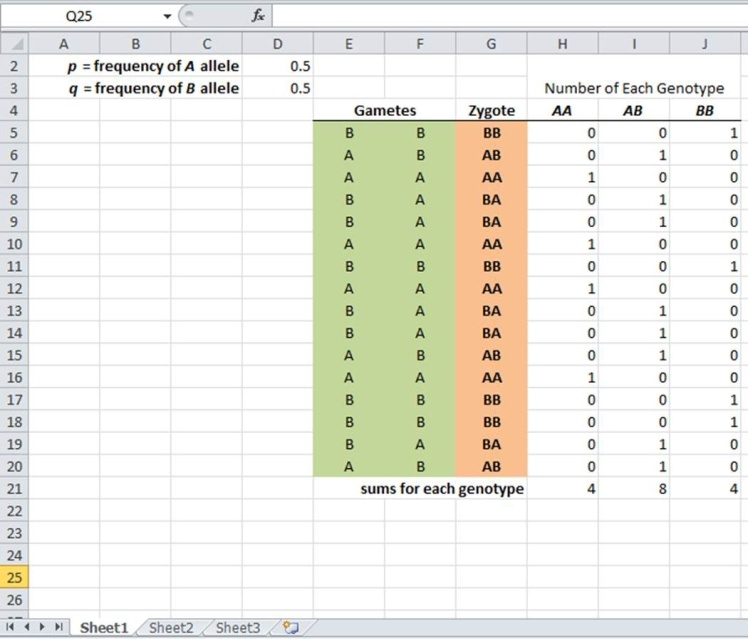 Q25 fx
A B C D E F G H I J
2 p = frequency of A allele 0.5
3 q = frequency of B allele 0.5 Number of Each Genotype
4 Gametes Zygote AA AB BB
5 B B BB 0 0 1
6 A B AB 0 1 0
7 A A AA 1 0 0
8 B A BA 0 1 0
9 B A BA 0 1 0
10 A A AA 1 0 0
11 B B BB 0 0 1
12 A A AA 1 0 0
13 B A BA 0 1 0
14 B A BA 0 1 0
15 A B AB 0 1 0
16 A A AA 1 0 0
17 B B BB 0 0 1
18 B B BB 0 0 1
19 B A BA 0 1 0
20 A B AB 0 1 0
21 sums for each genotype 4 8 4
22
23
24
25
26
Sheet1 Sheet2 Sheet3